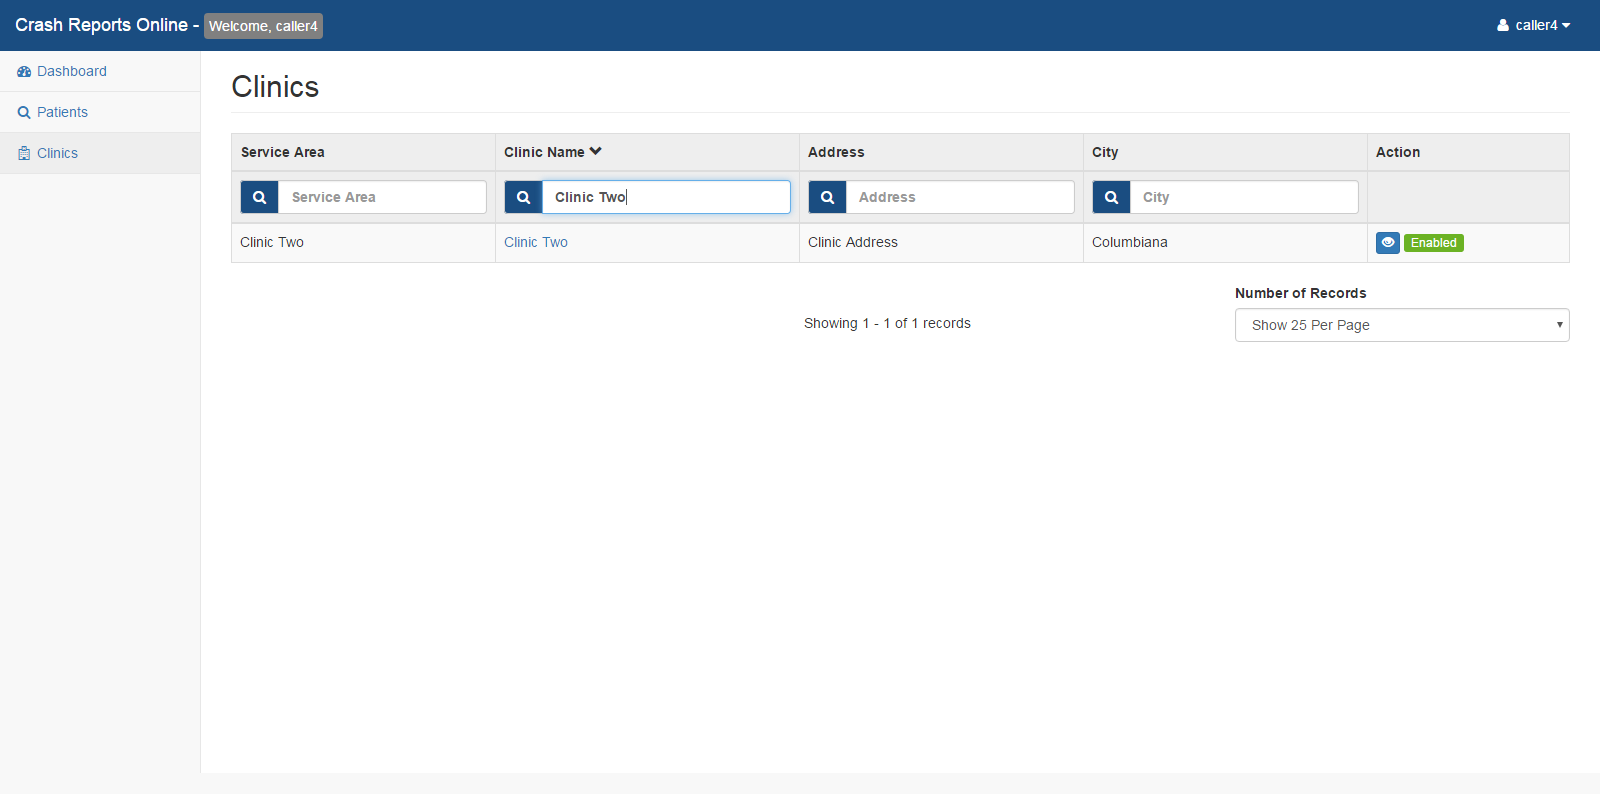 Crash Reports Online - Welcome, caller4
caller4
Dashboard
Patients
Clinics
Clinics
Service Area Clinic Name Address City Action
Service Area Clinic Two Address City
Clinic Two Clinic Two Clinic Address Columbiana Enabled
Number of Records
Showing 1 - 1 of 1 records
Show 25 Per Page